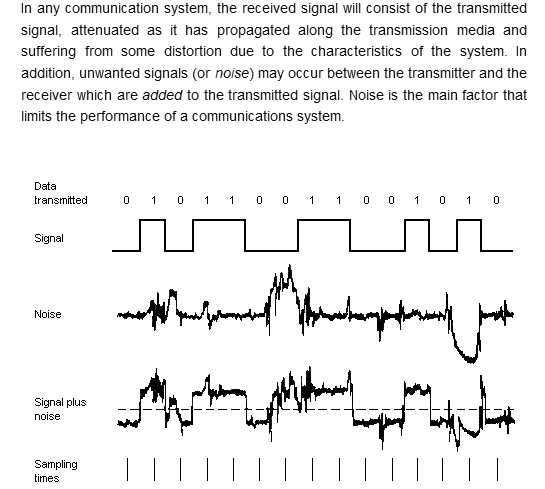 In any communication system, the received signal will consist of the transmitted
signal, attenuated as it has propagated along the transmission media and
suffering from some distortion due to the characteristics of the system. In
addition, unwanted signals (or noise) may occur between the transmitter and the
receiver which are added to the transmitted signal. Noise is the main factor that
limits the performance of a communications system.
Data
transmitted 0 1 0 1 1 0 0 1 1 0 0 1 0 1 0
Signal
Noise
Signal plus
noise
Sampling
times